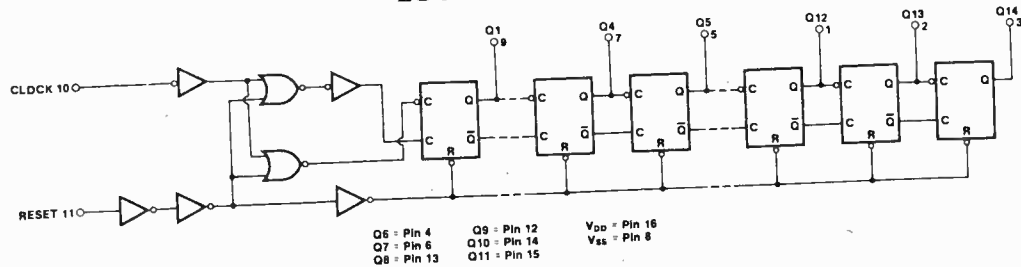 Q1
9
Q4
7
Q5
5
Q12
1
Q13
2
Q14
3
CLOCK 10
C Q
C Q̅
R
C Q
C Q̅
R
C Q
C Q̅
R
C Q
C Q̅
R
C Q
C Q̅
R
C Q
C
R
RESET 11
Q6 = Pin 4
Q7 = Pin 6
Q8 = Pin 13
Q9 = Pin 12
Q10 = Pin 14
Q11 = Pin 15
VDD = Pin 16
VSS = Pin 8